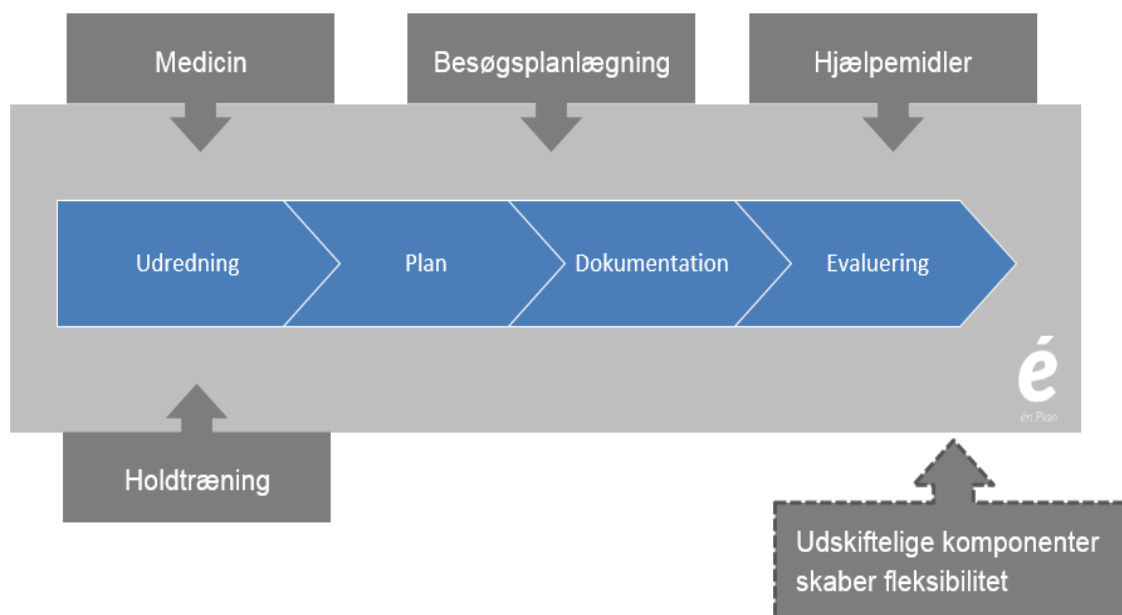 Medicin
Besøgsplanlægning
Hjælpemidler
Udredning
Plan
Dokumentation
Evaluering
é
én Plan
Holdtræning
Udskiftelige komponenter
skaber fleksibilitet